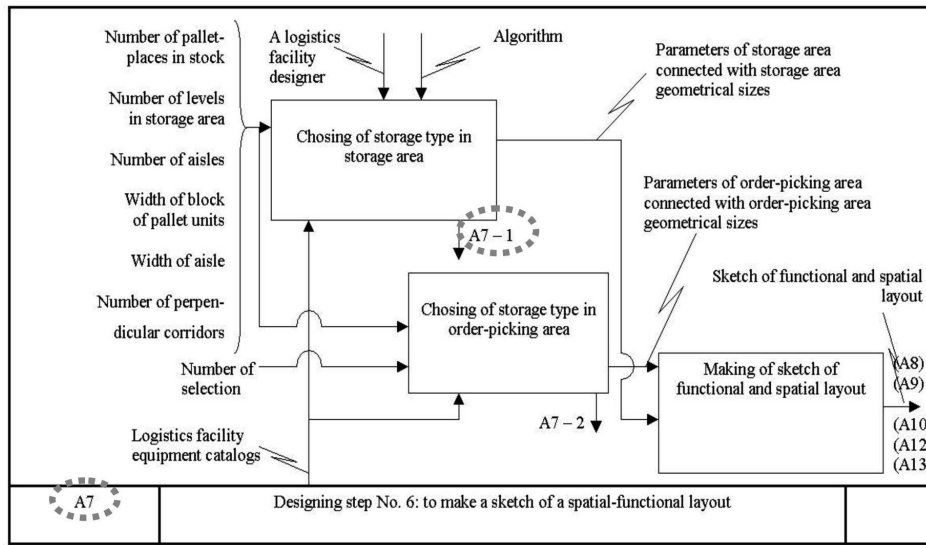 Number of pallet-
places in stock
Number of levels
in storage area
Number of aisles
Width of block
of pallet units
Width of aisle
Number of perpen-
dicular corridors
Number of
selection
Logistics facility
equipment catalogs
A logistics
facility
designer
Algorithm
Parameters of storage area
connected with storage area
geometrical sizes
Chosing of storage type in
storage area
A7 – 1
Parameters of order-picking area
connected with order-picking area
geometrical sizes
Chosing of storage type in
order-picking area
A7 – 2
Sketch of functional and spatial
layout
Making of sketch of
functional and spatial layout
(A8)
(A9)
(A10
(A12
(A13)
A7
Designing step No. 6: to make a sketch of a spatial-functional layout